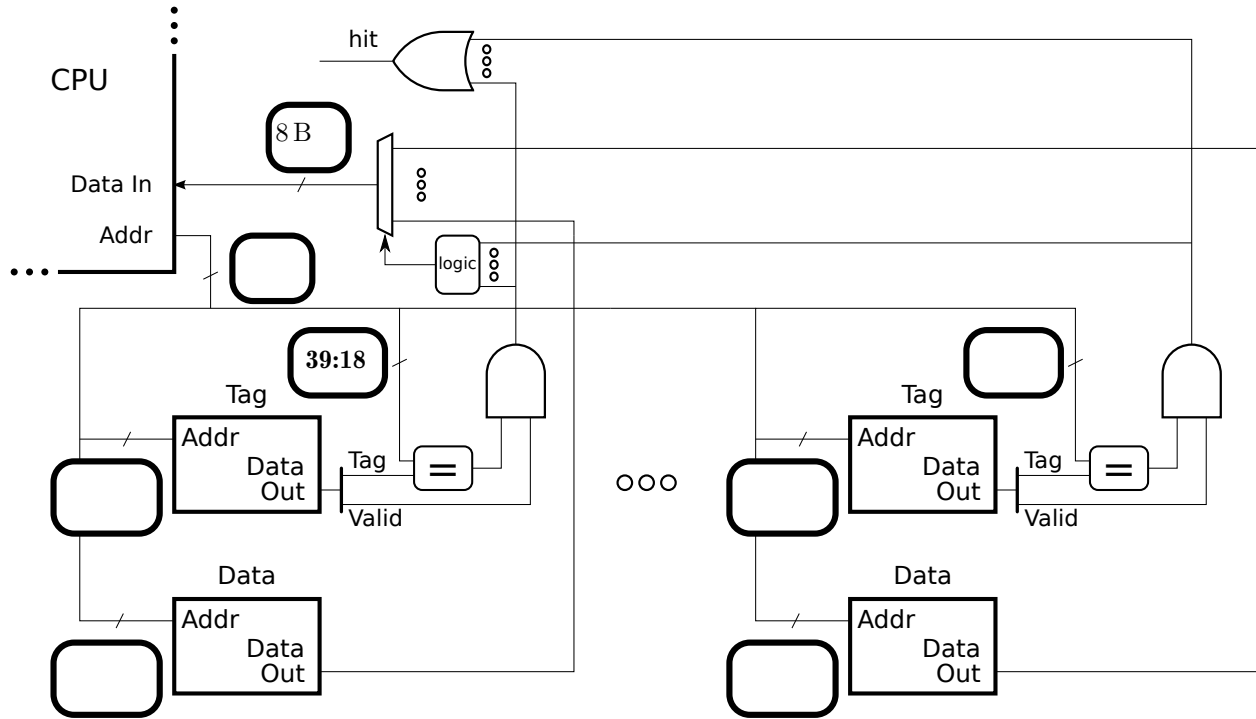 hit
CPU
8 B
Data In
Addr
logic
39:18
Tag
Tag
Addr
Data
Out
Tag
=
Valid
Addr
Data
Out
Tag
=
Valid
Data
Data
Addr
Data
Out
Addr
Data
Out